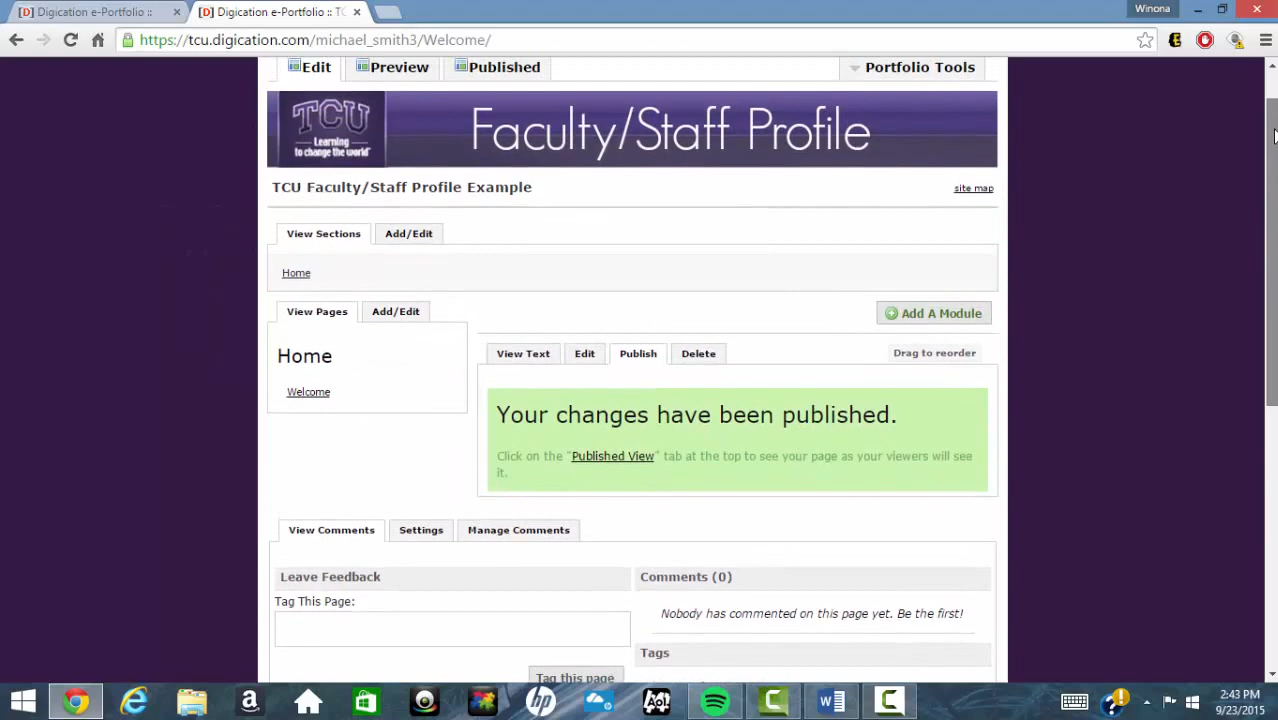 Digication e-Portfolio ::
Digication e-Portfolio :: TC
Winona
https://tcu.digication.com/michael_smith3/Welcome/
Edit
Preview
Published
Portfolio Tools
TCU
Learning
to change the world™
Faculty/Staff Profile
TCU Faculty/Staff Profile Example
site map
View Sections
Add/Edit
Home
View Pages
Add/Edit
Add A Module
Home
Welcome
View Text
Edit
Publish
Delete
Drag to reorder
Your changes have been published.
Click on the "Published View" tab at the top to see your page as your viewers will see
it.
View Comments
Settings
Manage Comments
Leave Feedback
Comments (0)
Tag This Page:
Nobody has commented on this page yet. Be the first!
Tags
Tag this page
2:43 PM
9/23/2015